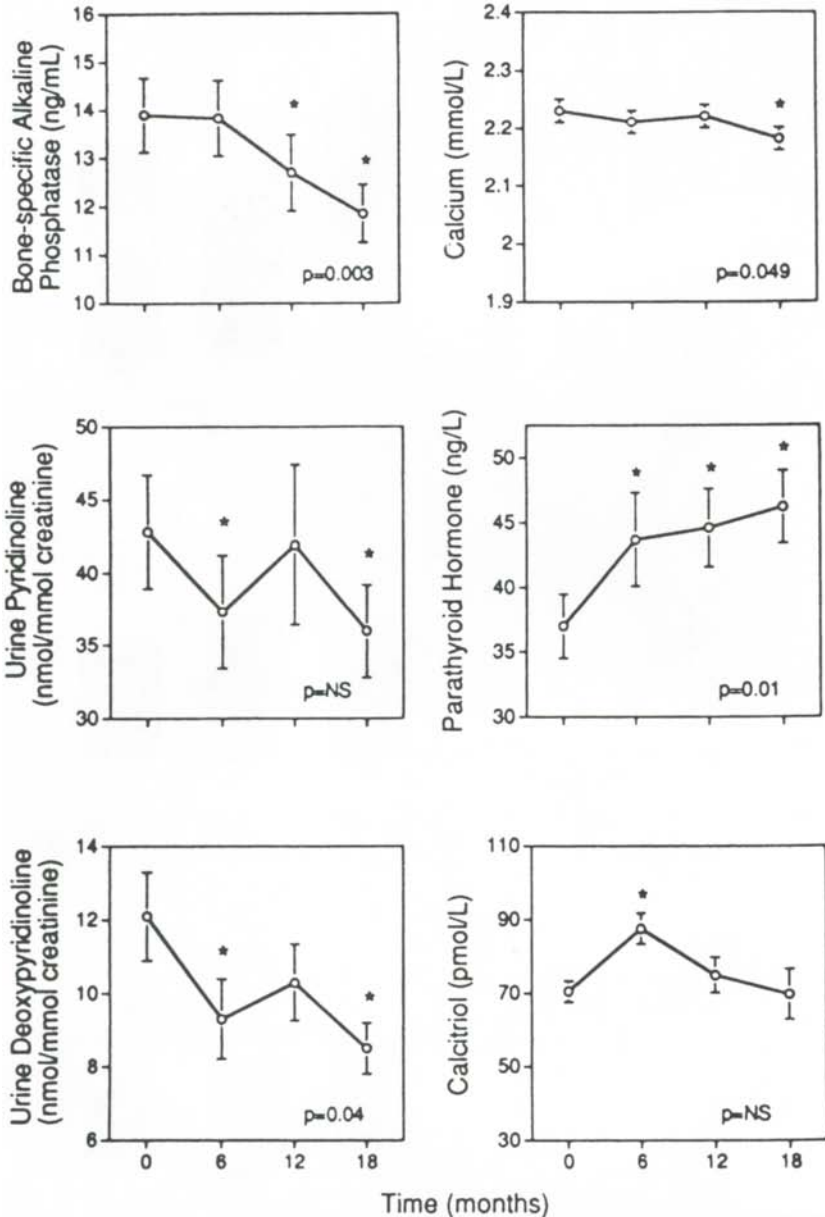 Bone-specific Alkaline
Phosphatase (ng/mL)
16
15
14
13
12
11
10
*
*
p=0.003
Calcium (mmol/L)
2.4
2.3
2.2
2.1
2
1.9
*
p=0.049
Urine Pyridinoline
(nmol/mmol creatinine)
50
45
40
35
30
*
*
p=NS
Parathyroid Hormone (ng/L)
50
45
40
35
30
*
*
*
p=0.01
Urine Deoxypyridinoline
(nmol/mmol creatinine)
14
12
10
8
6
*
*
p=0.04
0 6 12 18
Calcitriol (pmol/L)
110
90
70
50
30
*
p=NS
0 6 12 18
Time (months)